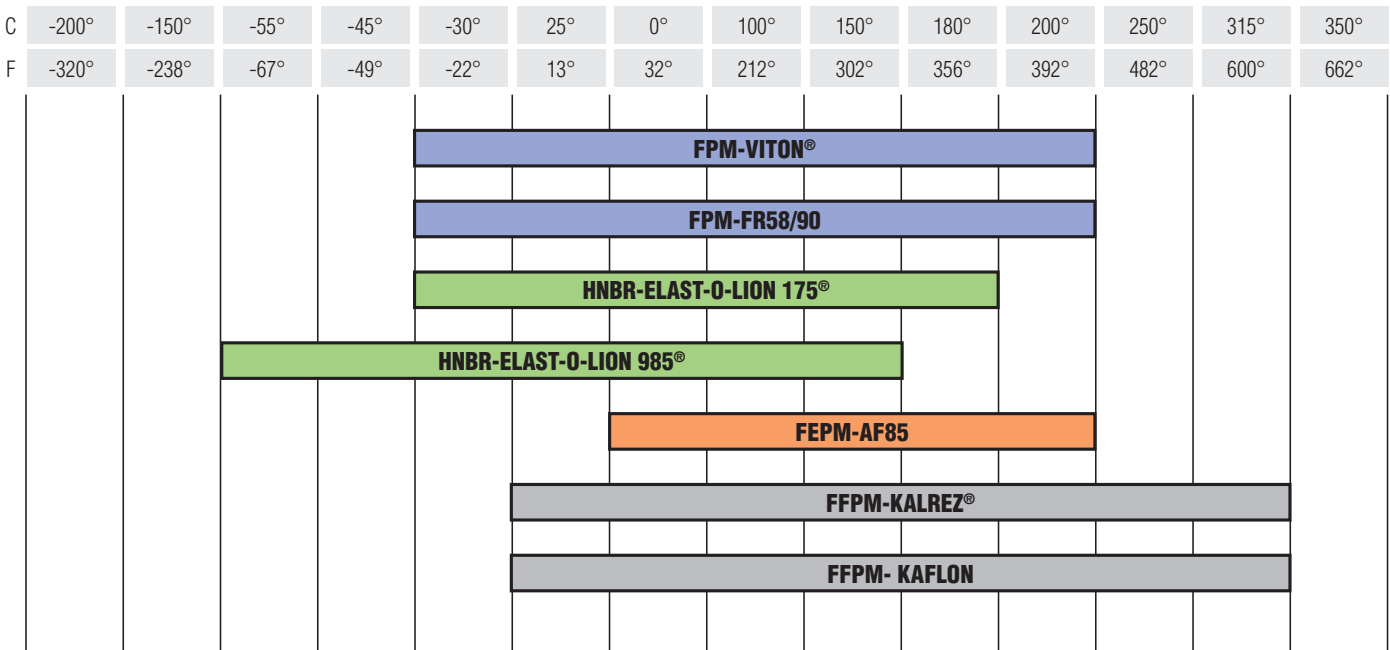 C -200° -150° -55° -45° -30° 25° 0° 100° 150° 180° 200° 250° 315° 350°
F -320° -238° -67° -49° -22° 13° 32° 212° 302° 356° 392° 482° 600° 662°
FPM-VITON®
FPM-FR58/90
HNBR-ELAST-O-LION 175®
HNBR-ELAST-O-LION 985®
FEPM-AF85
FFPM-KALREZ®
FFPM- KAFLON